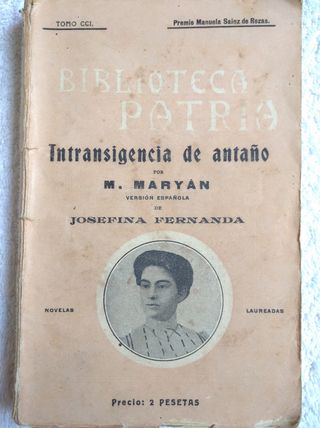 TOMO CCI.
Premio Manuela Sainz de Rozas.
BIBLIOTECA
PATRIA
Intransigencia de antaño
POR
M. MARYÁN
VERSIÓN ESPAÑOLA
DE
JOSEFINA FERNANDA
NOVELAS
LAUREADAS
Precio: 2 PESETAS